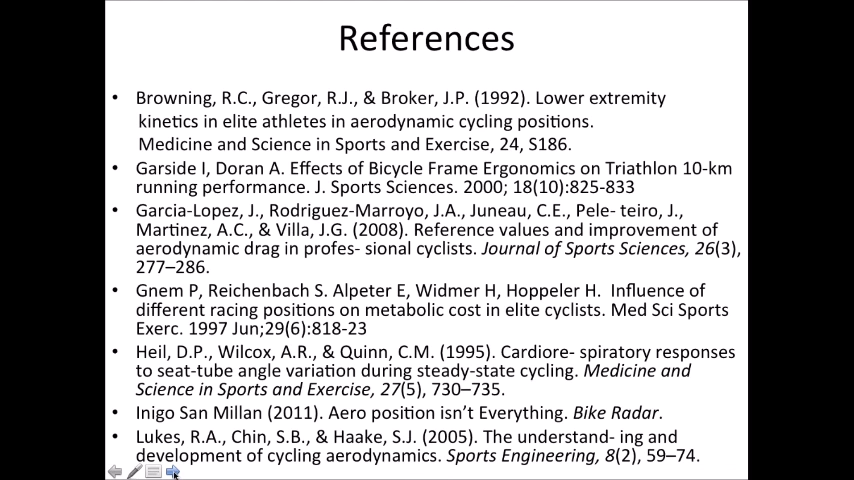 References
• Browning, R.C., Gregor, R.J., & Broker, J.P. (1992). Lower extremity
kinetics in elite athletes in aerodynamic cycling positions.
Medicine and Science in Sports and Exercise, 24, S186.
• Garside I, Doran A. Effects of Bicycle Frame Ergonomics on Triathlon 10-km
running performance. J. Sports Sciences. 2000; 18(10):825-833
• Garcia-Lopez, J., Rodriguez-Marroyo, J.A., Juneau, C.E., Pele- teiro, J.,
Martinez, A.C., & Villa, J.G. (2008). Reference values and improvement of
aerodynamic drag in profes- sional cyclists. Journal of Sports Sciences, 26(3),
277–286.
• Gnem P, Reichenbach S. Alpeter E, Widmer H, Hoppeler H. Influence of
different racing positions on metabolic cost in elite cyclists. Med Sci Sports
Exerc. 1997 Jun;29(6):818-23
• Heil, D.P., Wilcox, A.R., & Quinn, C.M. (1995). Cardiore- spiratory responses
to seat-tube angle variation during steady-state cycling. Medicine and
Science in Sports and Exercise, 27(5), 730–735.
• Inigo San Millan (2011). Aero position isn’t Everything. Bike Radar.
• Lukes, R.A., Chin, S.B., & Haake, S.J. (2005). The understand- ing and
development of cycling aerodynamics. Sports Engineering, 8(2), 59–74.